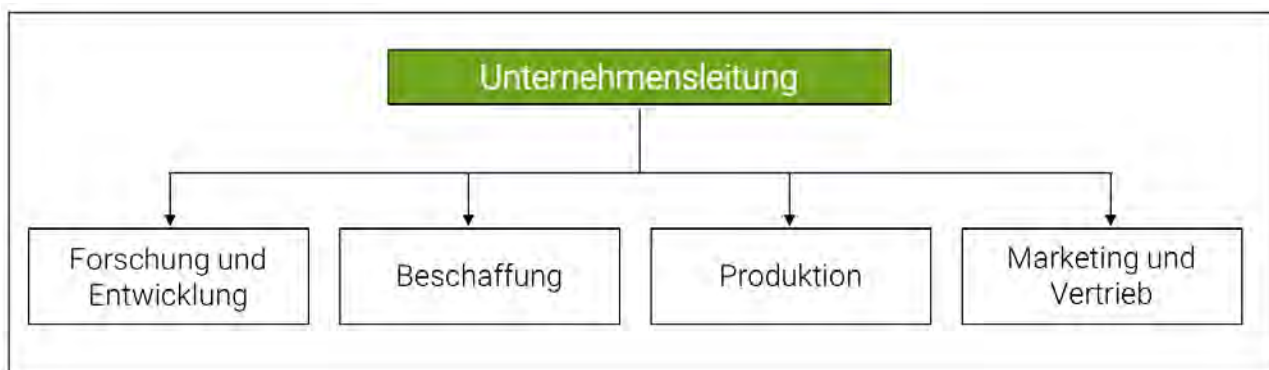 Unternehmensleitung
Forschung und
Entwicklung
Beschaffung
Produktion
Marketing und
Vertrieb